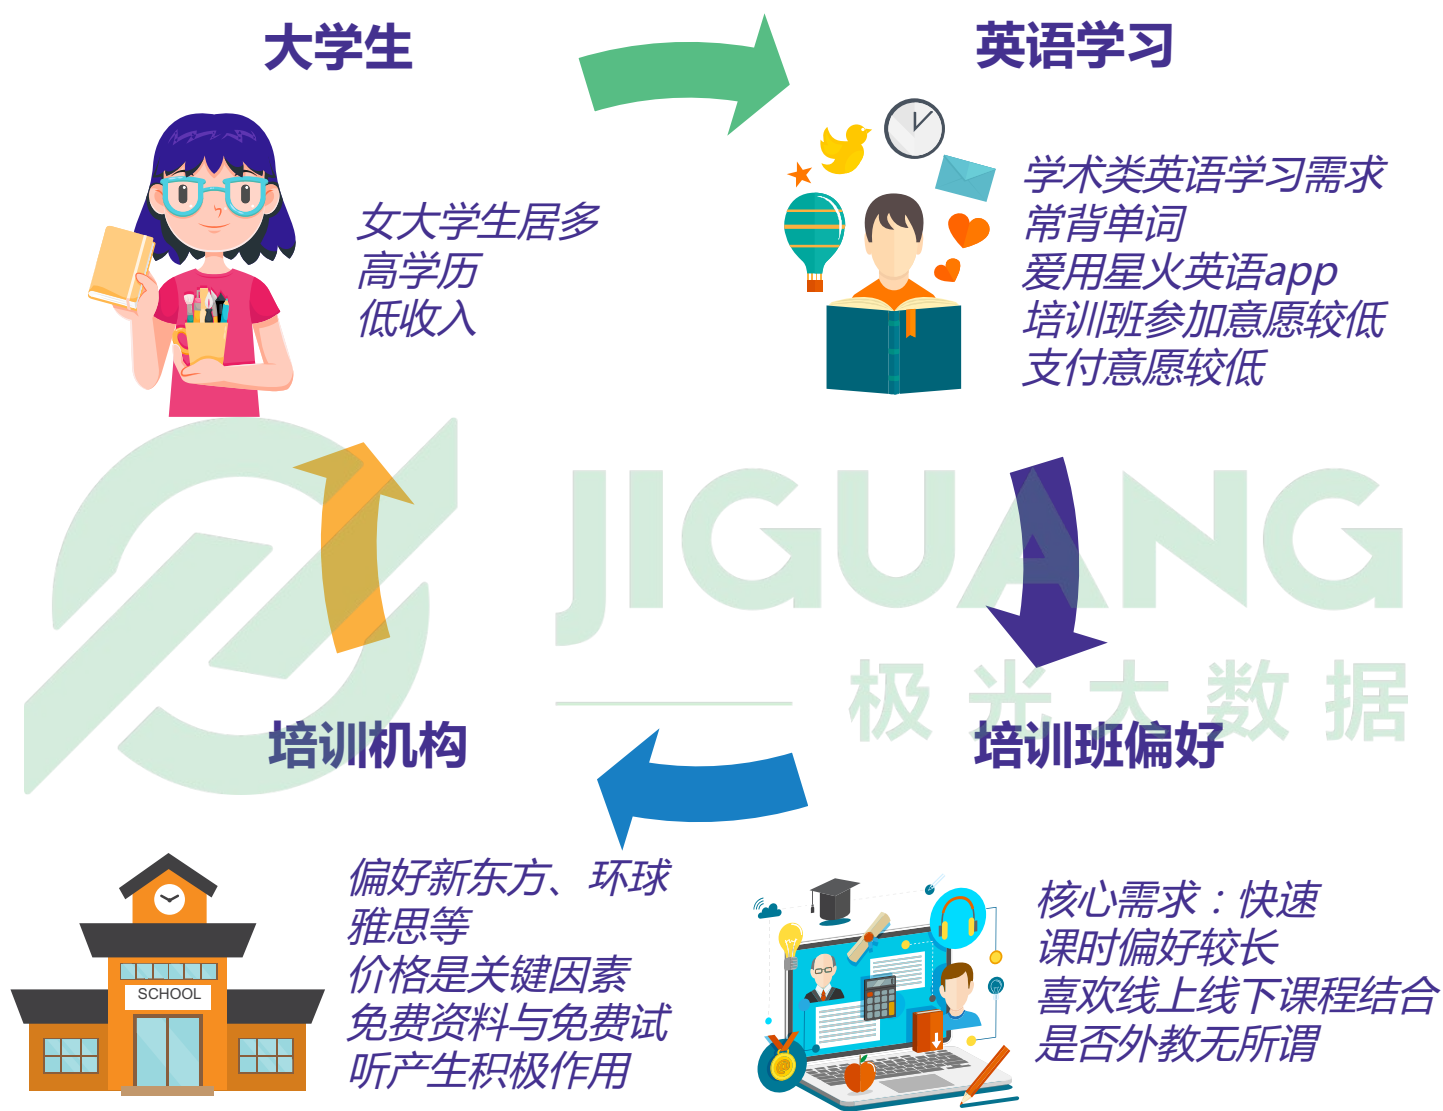 大学生
女大学生居多
高学历
低收入
英语学习
学术类英语学习需求
常背单词
爱用星火英语app
培训班参加意愿较低
支付意愿较低
JIGUANG
极光大数据
培训机构
SCHOOL
偏好新东方、环球
雅思等
价格是关键因素
免费资料与免费试
听产生积极作用
培训班偏好
核心需求：快速
课时偏好较长
喜欢线上线下课程结合
是否外教无所谓